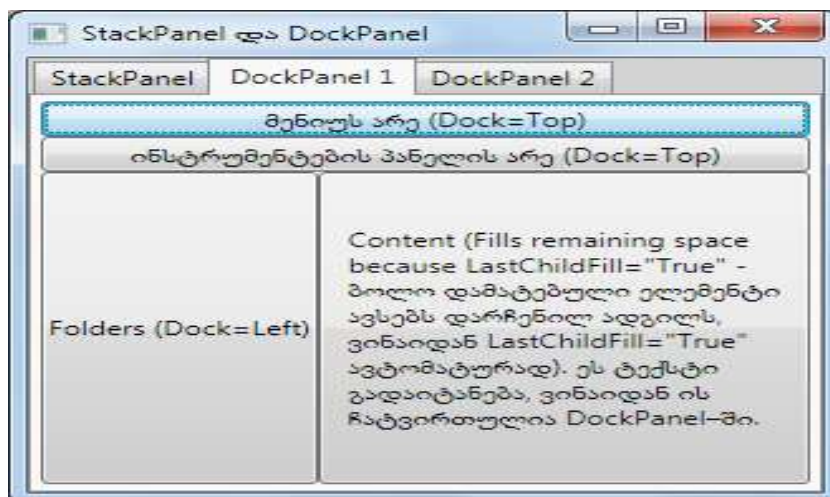 StackPanel და DockPanel
StackPanel DockPanel 1 DockPanel 2
მენიუს არე (Dock=Top)
ინსტრუმენტების პანელის არე (Dock=Top)
Folders (Dock=Left)
Content (Fills remaining space
because LastChildFill="True" -
ბოლო დამატებული ელემენტი
ავსებს დარჩენილ ადგილს,
ვინაიდან LastChildFill="True"
ავტომატურად). ეს ტექსტი
გადაიტანება, ვინაიდან ის
ჩატვირთულია DockPanel–ში.